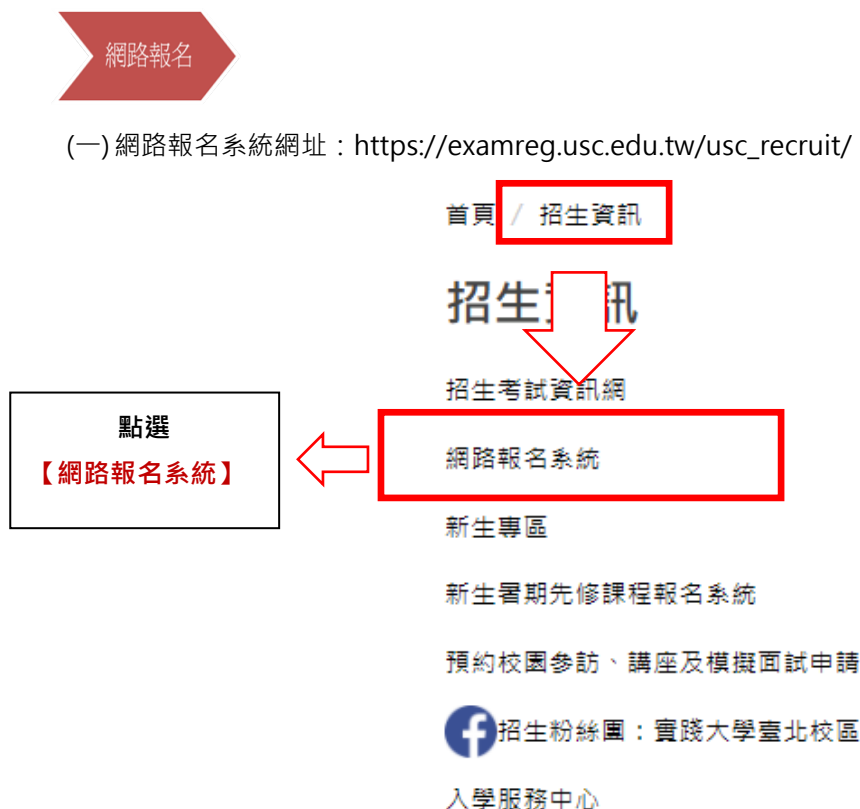 網路報名
(一) 網路報名系統網址：https://examreg.usc.edu.tw/usc_recruit/
首頁 / 招生資訊
招生資訊
招生考試資訊網
點選
【網路報名系統】
網路報名系統
新生專區
新生暑期先修課程報名系統
預約校園參訪、講座及模擬面試申請
招生粉絲團：實踐大學臺北校區
入學服務中心